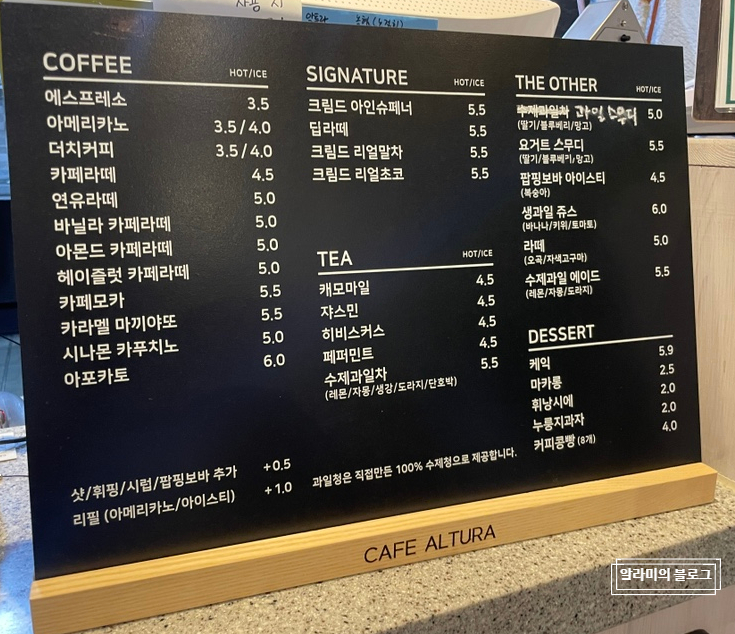 사용 시
COFFEE HOT/ICE
에스프레소 3.5
아메리카노 3.5 / 4.0
더치커피 3.5 / 4.0
카페라떼 4.5
연유라떼 5.0
바닐라 카페라떼 5.0
아몬드 카페라떼 5.0
헤이즐럿 카페라떼 5.0
카페모카 5.5
카라멜 마끼야또 5.5
시나몬 카푸치노 5.0
아포카토 6.0
샷/휘핑/시럽/팝핑보바 추가 +0.5
리필 (아메리카노/아이스티) +1.0
SIGNATURE HOT/ICE
크림드 아인슈페너 5.5
딥라떼 5.5
크림드 리얼말차 5.5
크림드 리얼초코 5.5
TEA HOT/ICE
캐모마일 4.5
쟈스민 4.5
히비스커스 4.5
페퍼민트 4.5
수제과일차 5.5
(레몬/자몽/생강/도라지/단호박)
과일청은 직접만든 100% 수제청으로 제공합니다.
THE OTHER HOT/ICE
수제과일차 과일스무디 5.0
(딸기/블루베리/망고)
요거트 스무디 5.5
(딸기/블루베리/망고)
팝핑보바 아이스티 4.5
(복숭아)
생과일 쥬스 6.0
(바나나/키위/토마토)
라떼 5.0
(오곡/자색고구마)
수제과일 에이드 5.5
(레몬/자몽/도라지)
DESSERT
케익 5.9
마카롱 2.5
휘낭시에 2.0
누룽지과자 2.0
커피콩빵 (8개) 4.0
CAFE ALTURA
알라미의 블로그